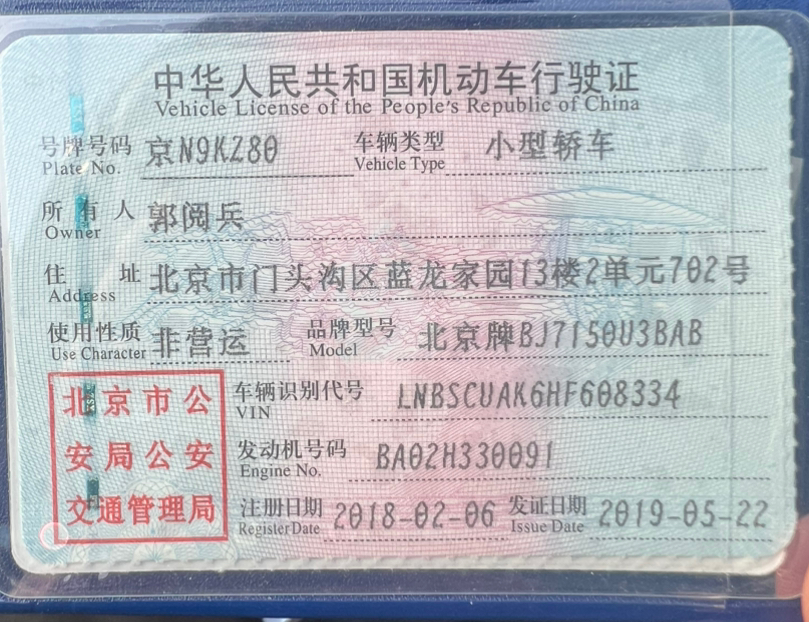 中华人民共和国机动车行驶证
Vehicle License of the People's Republic of China
号牌号码 京N9KZ80 车辆类型 小型轿车
Plate No. Vehicle Type
所有人 郭阅兵
Owner
住址 北京市门头沟区蓝龙家园13楼2单元702号
Address
使用性质 非营运 品牌型号 北京牌BJ7150U3BAB
Use Character Model
北京市公安局公安交通管理局
车辆识别代号 LNBSCUAK6HF608334
VIN
发动机号码 BA02H330091
Engine No.
注册日期 2018-02-06 发证日期 2019-05-22
Register Date Issue Date